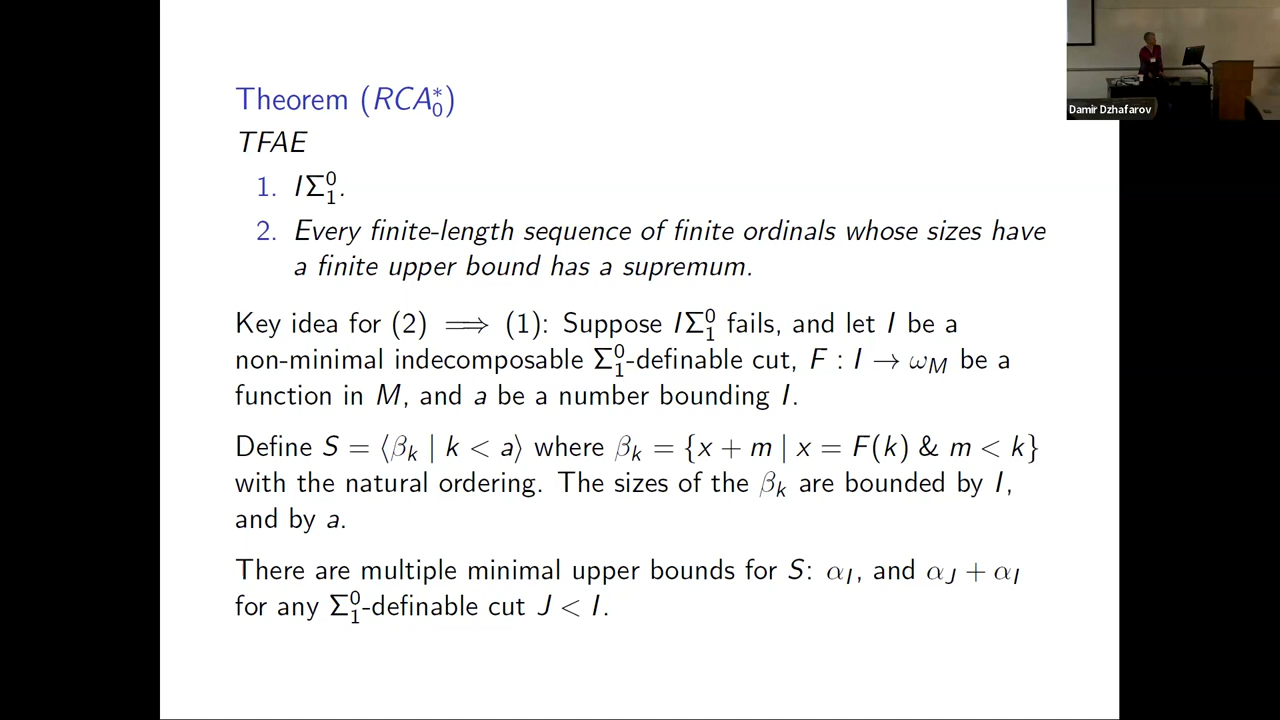 Theorem (RCA₀*)
TFAE
1. IΣ₁⁰.
2. Every finite-length sequence of finite ordinals whose sizes have
a finite upper bound has a supremum.
Key idea for (2) ⟹ (1): Suppose IΣ₁⁰ fails, and let I be a
non-minimal indecomposable Σ₁⁰-definable cut, F : I → ω_M be a
function in M, and a be a number bounding I.
Define S = ⟨β_k | k < a⟩ where β_k = {x + m | x = F(k) & m < k}
with the natural ordering. The sizes of the β_k are bounded by I,
and by a.
There are multiple minimal upper bounds for S: α_I, and α_J + α_I
for any Σ₁⁰-definable cut J < I.
Damir Dzhafarov